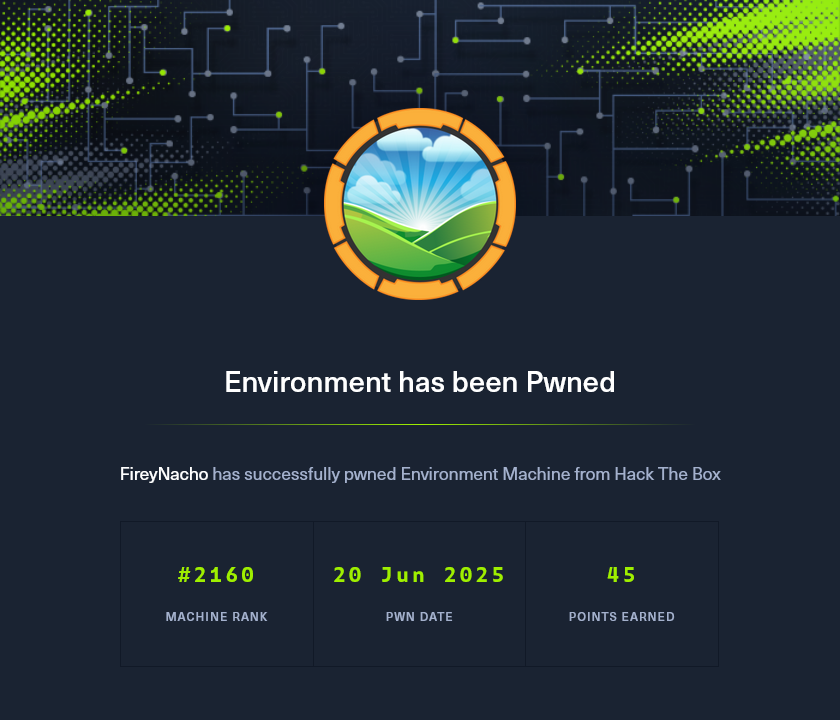 Environment has been Pwned
FireyNacho has successfully pwned Environment Machine from Hack The Box
#2160
MACHINE RANK
20 Jun 2025
PWN DATE
45
POINTS EARNED